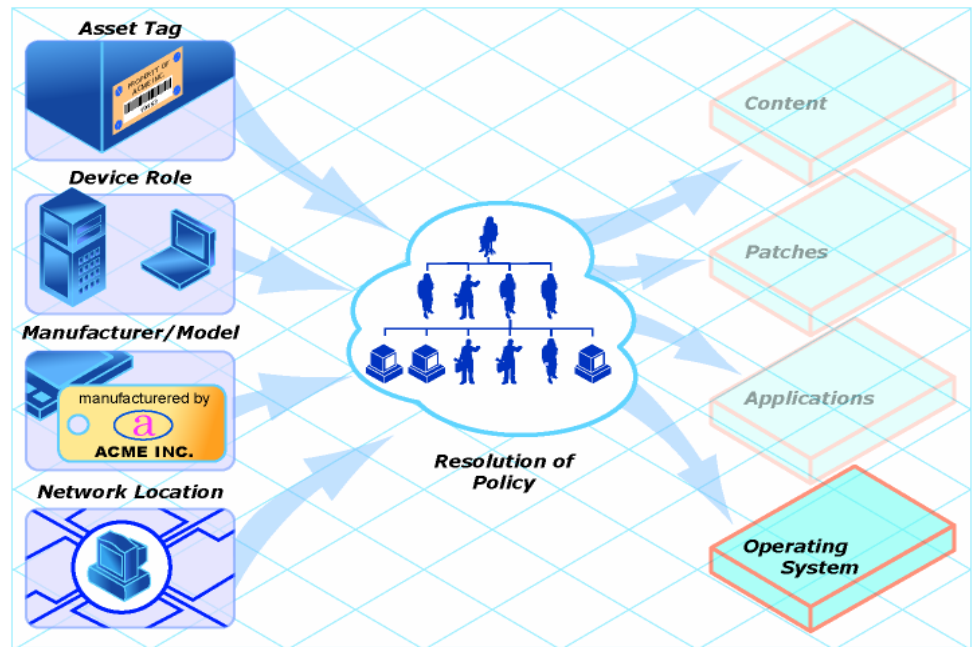 Asset Tag
PROPERTY OF
ACME INC.
Device Role
Manufacturer/Model
manufacturered by
a
ACME INC.
Network Location
Resolution of
Policy
Content
Patches
Applications
Operating
System